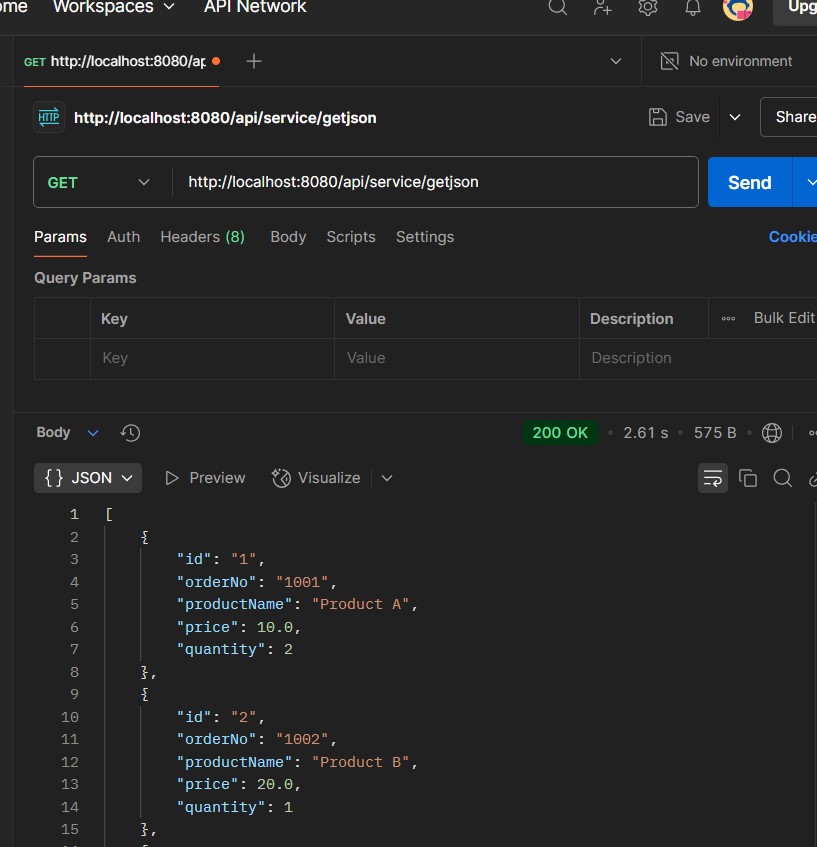 ome Workspaces API Network Upg
GET http://localhost:8080/ap No environment
HTTP http://localhost:8080/api/service/getjson Save Share
GET http://localhost:8080/api/service/getjson Send
Params Auth Headers (8) Body Scripts Settings Cookie
Query Params
Key Value Description Bulk Edit
Key Value Description
Body 200 OK • 2.61 s • 575 B •
{} JSON Preview Visualize
1 [
2 {
3 "id": "1",
4 "orderNo": "1001",
5 "productName": "Product A",
6 "price": 10.0,
7 "quantity": 2
8 },
9 {
10 "id": "2",
11 "orderNo": "1002",
12 "productName": "Product B",
13 "price": 20.0,
14 "quantity": 1
15 },